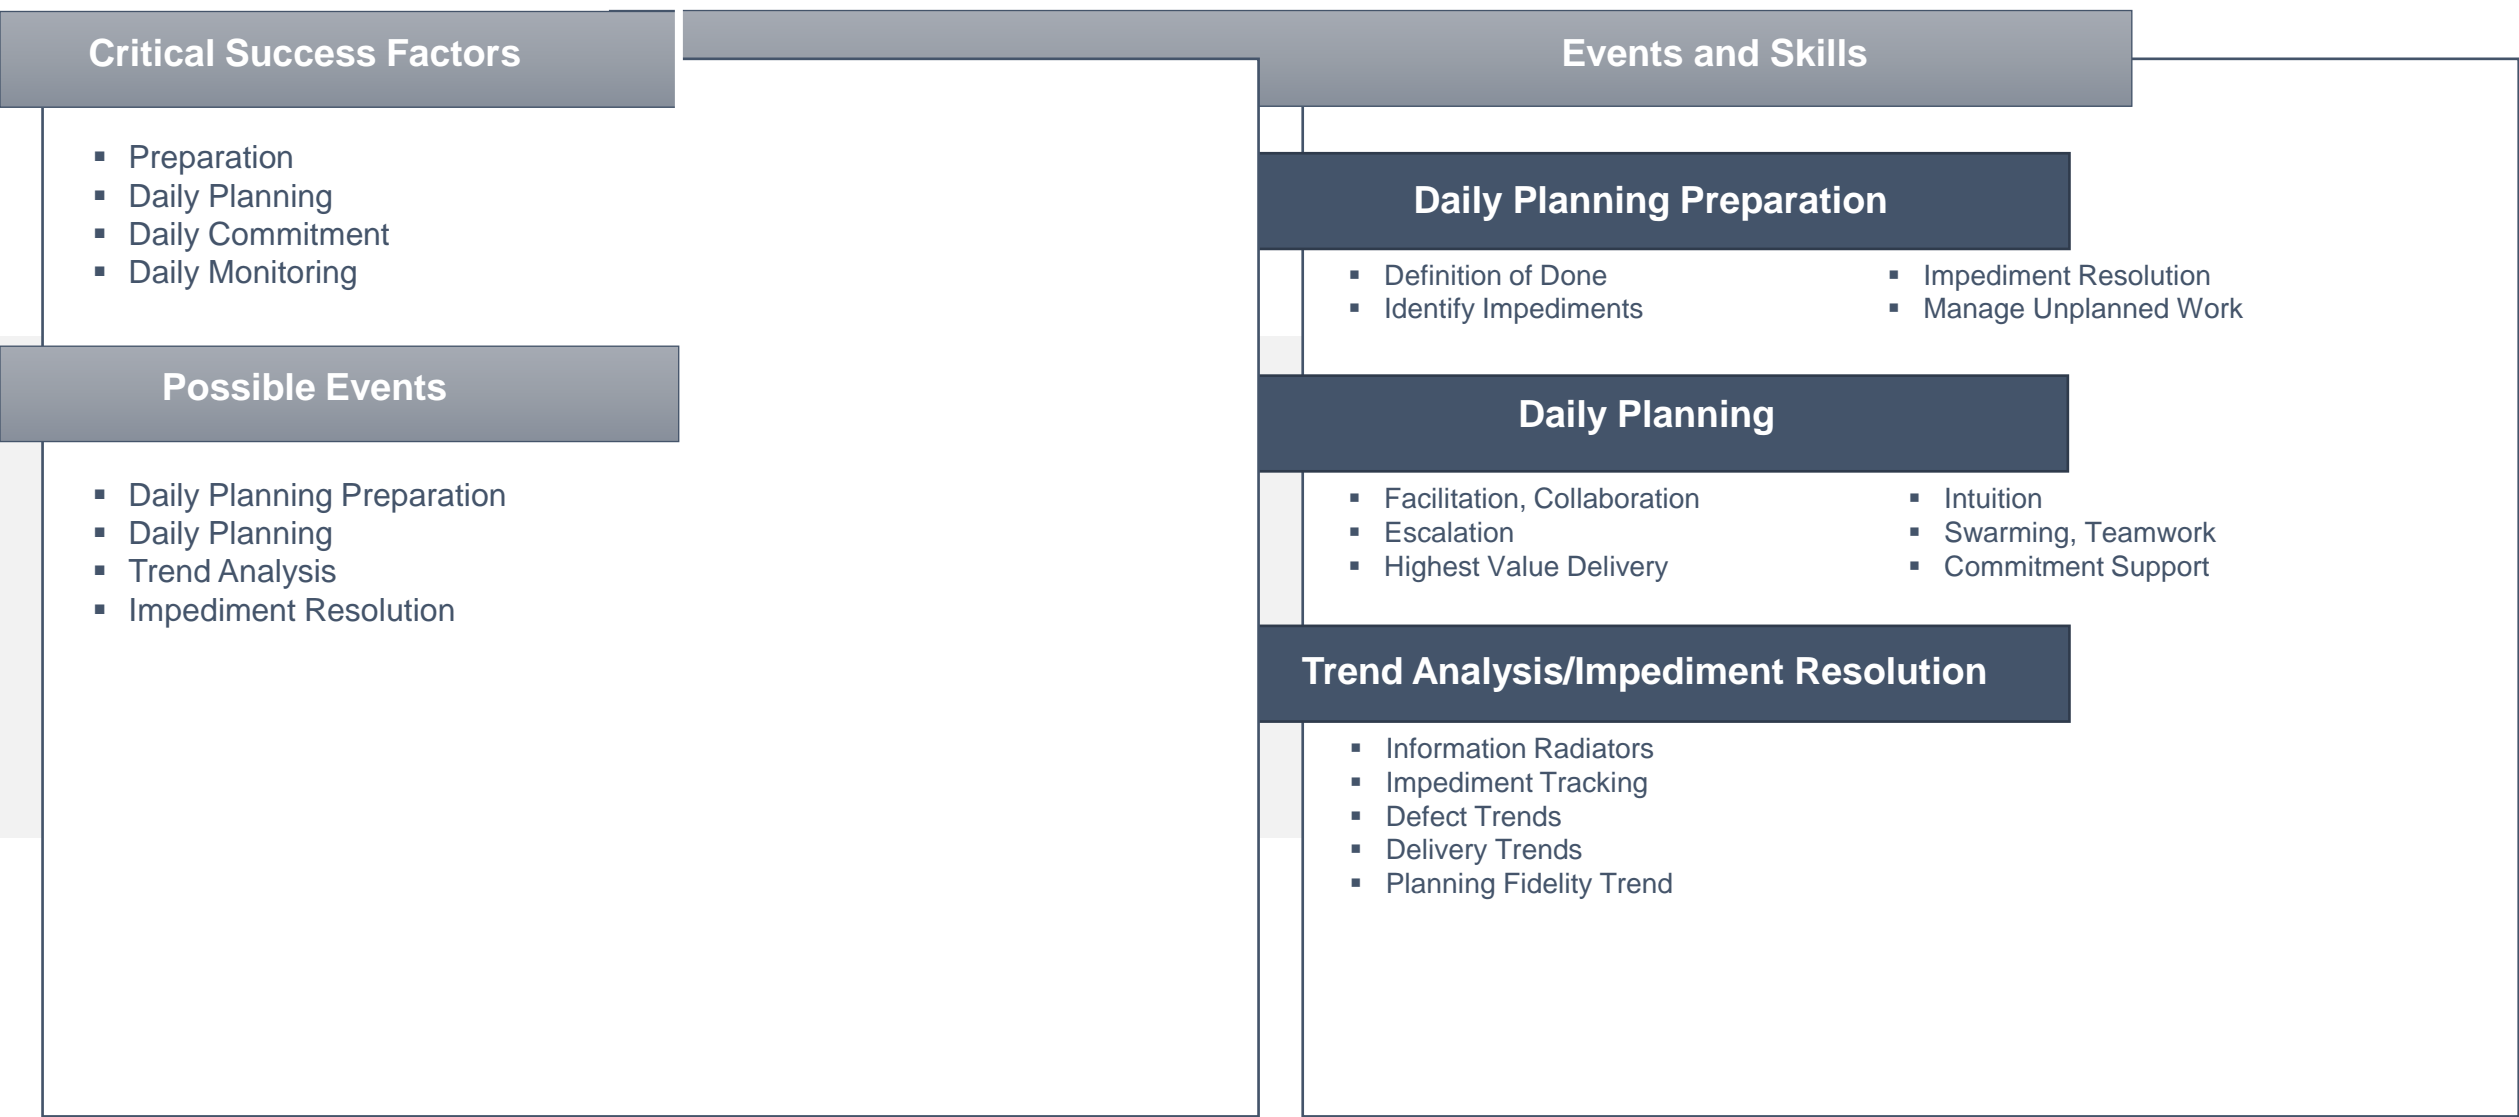 Critical Success Factors
▪ Preparation
▪ Daily Planning
▪ Daily Commitment
▪ Daily Monitoring
Possible Events
▪ Daily Planning Preparation
▪ Daily Planning
▪ Trend Analysis
▪ Impediment Resolution
Events and Skills
Daily Planning Preparation
▪ Definition of Done
▪ Identify Impediments
▪ Impediment Resolution
▪ Manage Unplanned Work
Daily Planning
▪ Facilitation, Collaboration
▪ Escalation
▪ Highest Value Delivery
▪ Intuition
▪ Swarming, Teamwork
▪ Commitment Support
Trend Analysis/Impediment Resolution
▪ Information Radiators
▪ Impediment Tracking
▪ Defect Trends
▪ Delivery Trends
▪ Planning Fidelity Trend